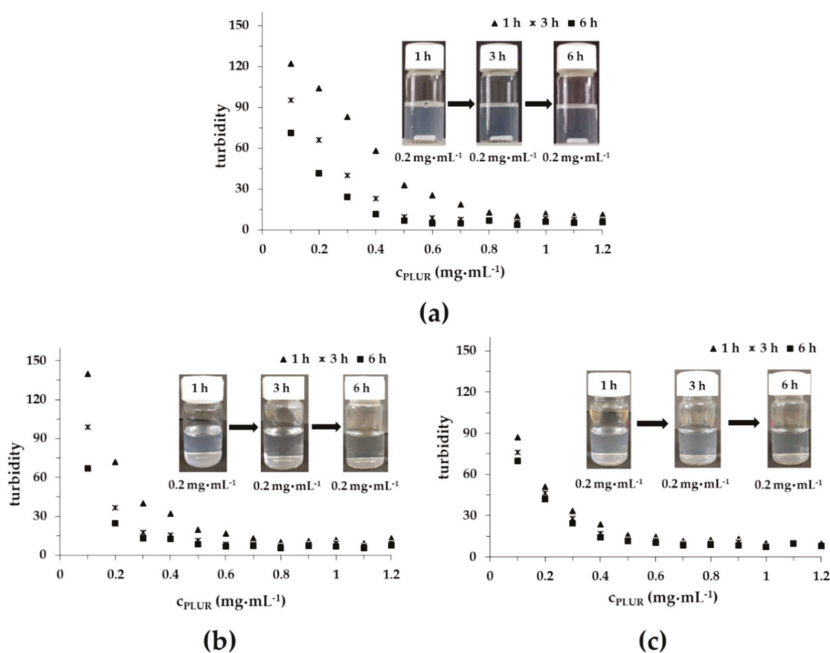 150
120
90
60
30
0
turbidity
▲ 1 h ж 3 h ■ 6 h
1 h 3 h 6 h
0.2 mg·mL⁻¹ 0.2 mg·mL⁻¹ 0.2 mg·mL⁻¹
0 0.2 0.4 0.6 0.8 1 1.2
cPLUR (mg·mL⁻¹)
(a)
150
120
90
60
30
0
turbidity
▲ 1 h ж 3 h ■ 6 h
1 h 3 h 6 h
0.2 mg·mL⁻¹ 0.2 mg·mL⁻¹ 0.2 mg·mL⁻¹
0 0.2 0.4 0.6 0.8 1 1.2
cPLUR (mg·mL⁻¹)
(b)
150
120
90
60
30
0
turbidity
▲ 1 h ж 3 h ■ 6 h
1 h 3 h 6 h
0.2 mg·mL⁻¹ 0.2 mg·mL⁻¹ 0.2 mg·mL⁻¹
0 0.2 0.4 0.6 0.8 1 1.2
cPLUR (mg·mL⁻¹)
(c)